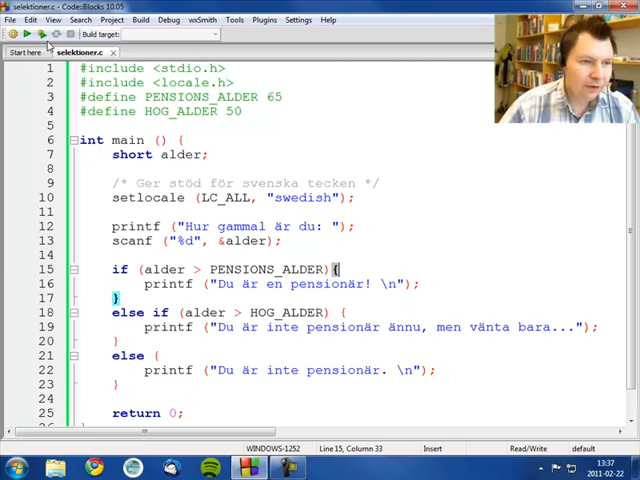 selektioner.c - Code::Blocks 10.05
File Edit View Search Project Build Debug wxSmith Tools Plugins Settings Help
Build target:
Start here selektioner.c
1 #include <stdio.h>
2 #include <locale.h>
3 #define PENSIONS_ALDER 65
4 #define HOG_ALDER 50
5
6 int main () {
7 short alder;
8
9 /* Ger stöd för svenska tecken */
10 setlocale (LC_ALL, "swedish");
11
12 printf ("Hur gammal är du: ");
13 scanf ("%d", &alder);
14
15 if (alder > PENSIONS_ALDER){
16 printf ("Du är en pensionär! \n");
17 }
18 else if (alder > HOG_ALDER) {
19 printf ("Du är inte pensionär ännu, men vänta bara...");
20 }
21 else {
22 printf ("Du är inte pensionär. \n");
23 }
24
25 return 0;
26 }
WINDOWS-1252 Line 15, Column 33 Insert Read/Write default
13:37
2011-02-22